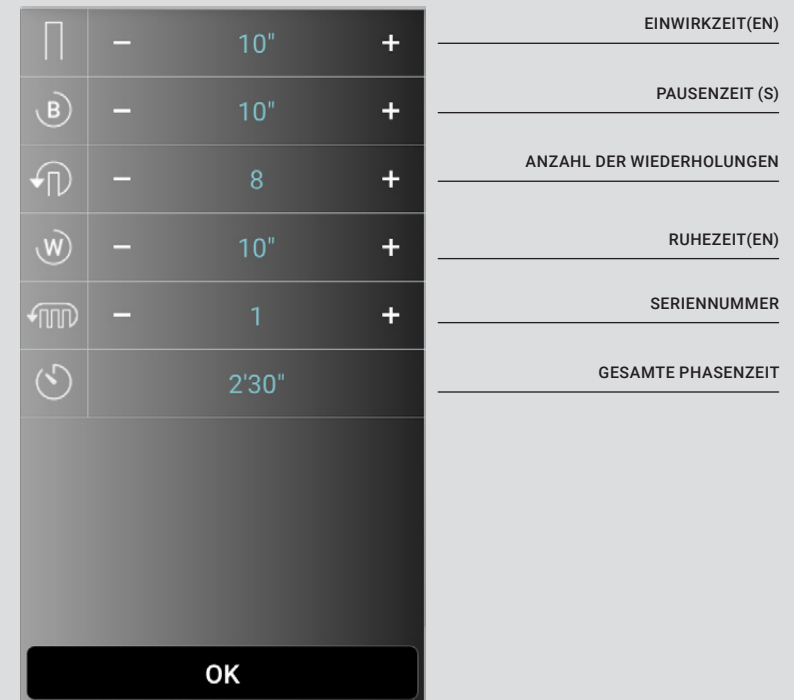 − 10" + EINWIRKZEIT(EN)
B − 10" + PAUSENZEIT (S)
− 8 + ANZAHL DER WIEDERHOLUNGEN
W − 10" + RUHEZEIT(EN)
− 1 + SERIENNUMMER
2'30" GESAMTE PHASENZEIT
OK